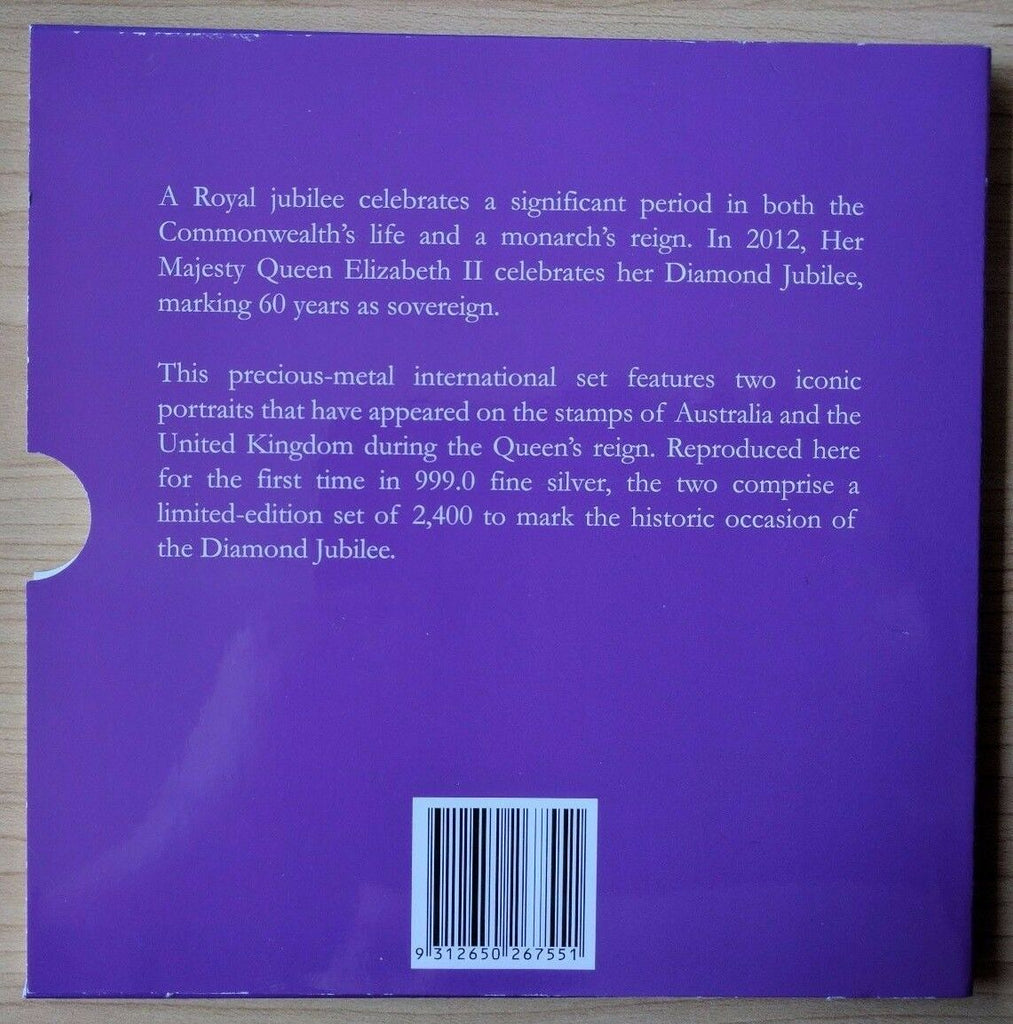 A Royal jubilee celebrates a significant period in both the
Commonwealth's life and a monarch's reign. In 2012, Her
Majesty Queen Elizabeth II celebrates her Diamond Jubilee,
marking 60 years as sovereign.
This precious-metal international set features two iconic
portraits that have appeared on the stamps of Australia and the
United Kingdom during the Queen's reign. Reproduced here
for the first time in 999.0 fine silver, the two comprise a
limited-edition set of 2,400 to mark the historic occasion of
the Diamond Jubilee.
9 312650 267551